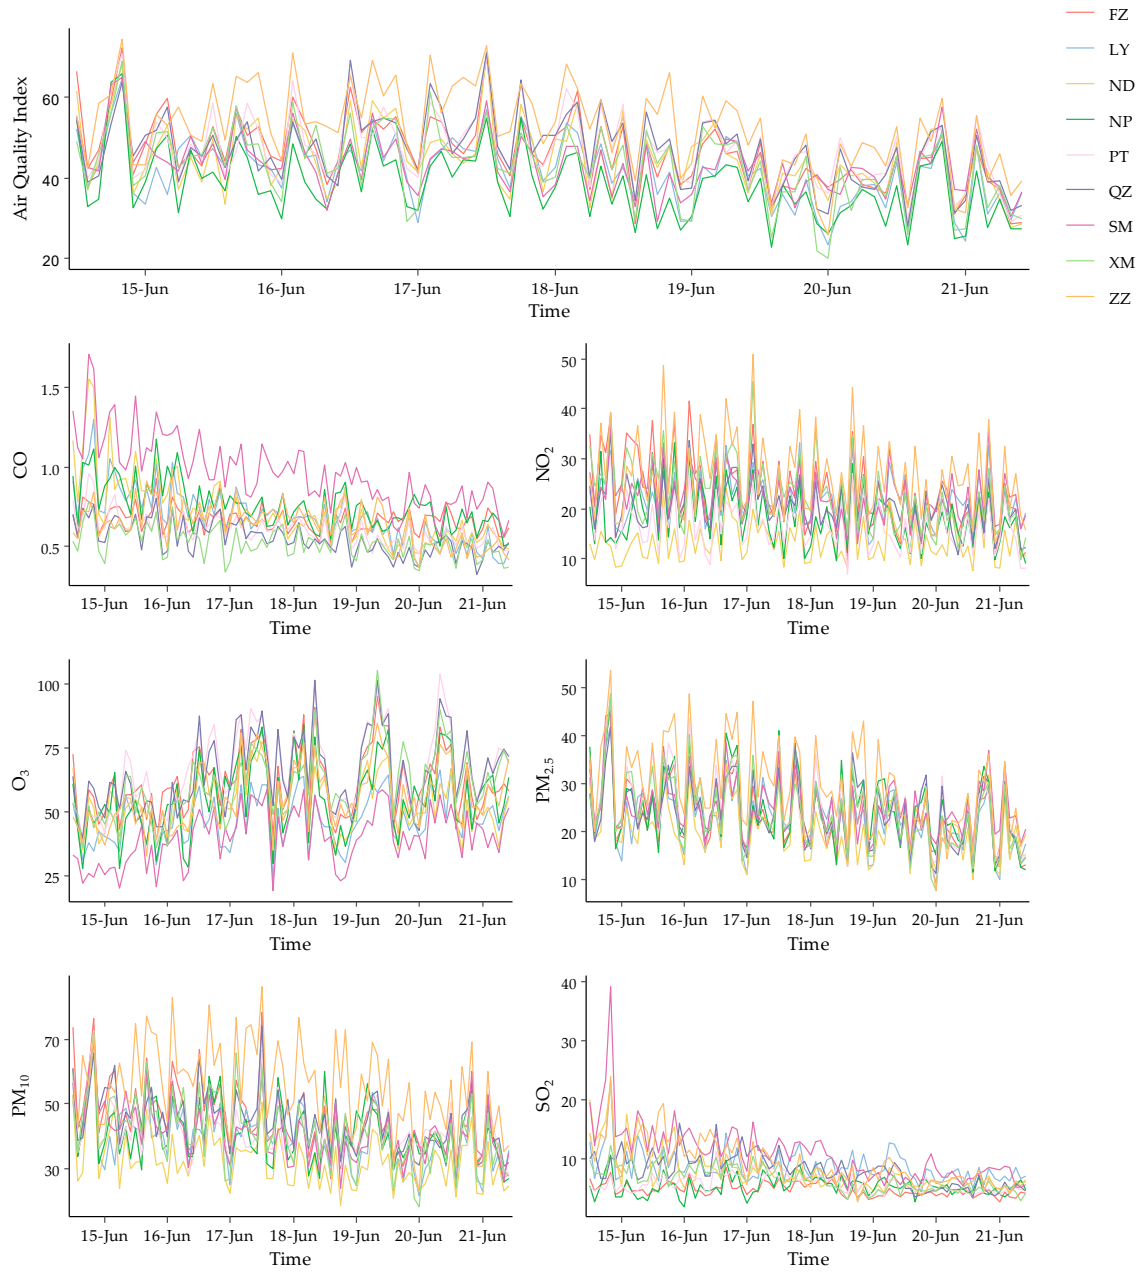 FZ
LY
ND
NP
PT
QZ
SM
XM
ZZ
Air Quality Index
60
40
20
15-Jun 16-Jun 17-Jun 18-Jun 19-Jun 20-Jun 21-Jun
Time
CO
1.5
1.0
0.5
15-Jun 16-Jun 17-Jun 18-Jun 19-Jun 20-Jun 21-Jun
Time
NO2
50
40
30
20
10
15-Jun 16-Jun 17-Jun 18-Jun 19-Jun 20-Jun 21-Jun
Time
O3
100
75
50
25
15-Jun 16-Jun 17-Jun 18-Jun 19-Jun 20-Jun 21-Jun
Time
PM2.5
50
40
30
20
10
15-Jun 16-Jun 17-Jun 18-Jun 19-Jun 20-Jun 21-Jun
Time
PM10
70
50
30
15-Jun 16-Jun 17-Jun 18-Jun 19-Jun 20-Jun 21-Jun
Time
SO2
40
30
20
10
15-Jun 16-Jun 17-Jun 18-Jun 19-Jun 20-Jun 21-Jun
Time